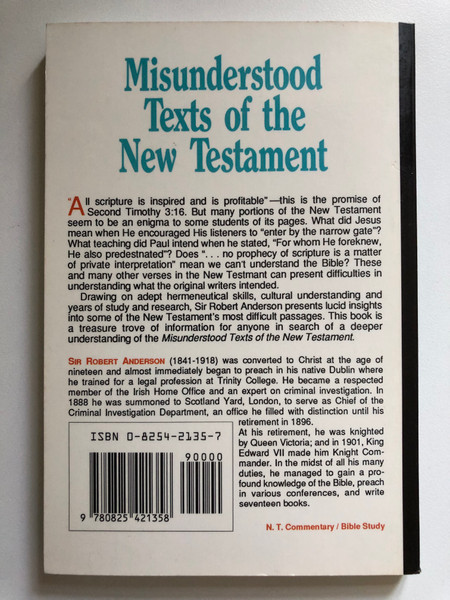 Misunderstood
Texts of the
New Testament
"All scripture is inspired and is profitable"—this is the promise of
Second Timothy 3:16. But many portions of the New Testament
seem to be an enigma to some students of its pages. What did Jesus
mean when He encouraged His listeners to "enter by the narrow gate"?
What teaching did Paul intend when he stated, "For whom He foreknew,
He also predestnated"? Does ". . . no prophecy of scripture is a matter
of private interpretation" mean we can't understand the Bible? These
and many other verses in the New Testmant can present difficulties in
understanding what the original writers intended.
Drawing on adept hermeneutical skills, cultural understanding and
years of study and research, Sir Robert Anderson presents lucid insights
into some of the New Testament's most difficult passages. This book is
a treasure trove of information for anyone in search of a deeper
understanding of the Misunderstood Texts of the New Testament.
SIR ROBERT ANDERSON (1841-1918) was converted to Christ at the age of
nineteen and almost immediately began to preach in his native Dublin where
he trained for a legal profession at Trinity College. He became a respected
member of the Irish Home Office and an expert on criminal investigation. In
1888 he was summoned to Scotland Yard, London, to serve as Chief of the
Criminal Investigation Department, an office he filled with distinction until his
retirement in 1896.
At his retirement, he was knighted
by Queen Victoria; and in 1901, King
Edward VII made him Knight Com-
mander. In the midst of all his many
duties, he managed to gain a pro-
found knowledge of the Bible, preach
in various conferences, and write
seventeen books.
ISBN 0-8254-2135-7
90000
9 780825 421358
N. T. Commentary / Bible Study